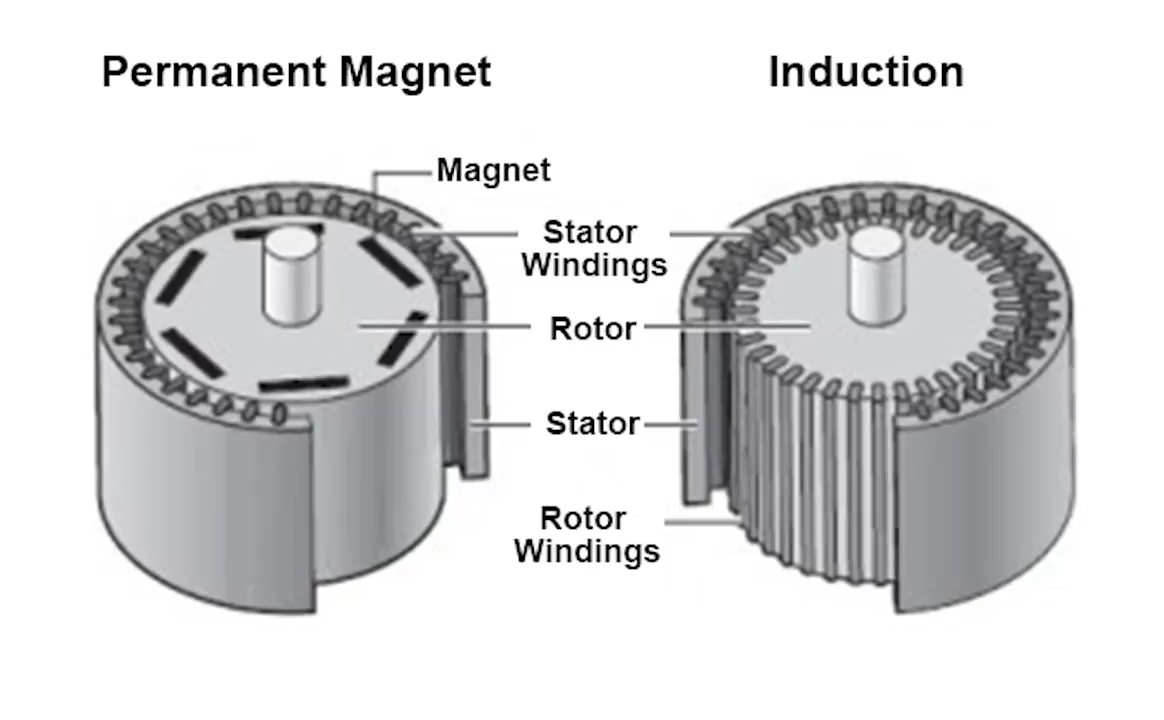 Permanent Magnet
Induction
Magnet
Stator
Windings
Rotor
Stator
Rotor
Windings